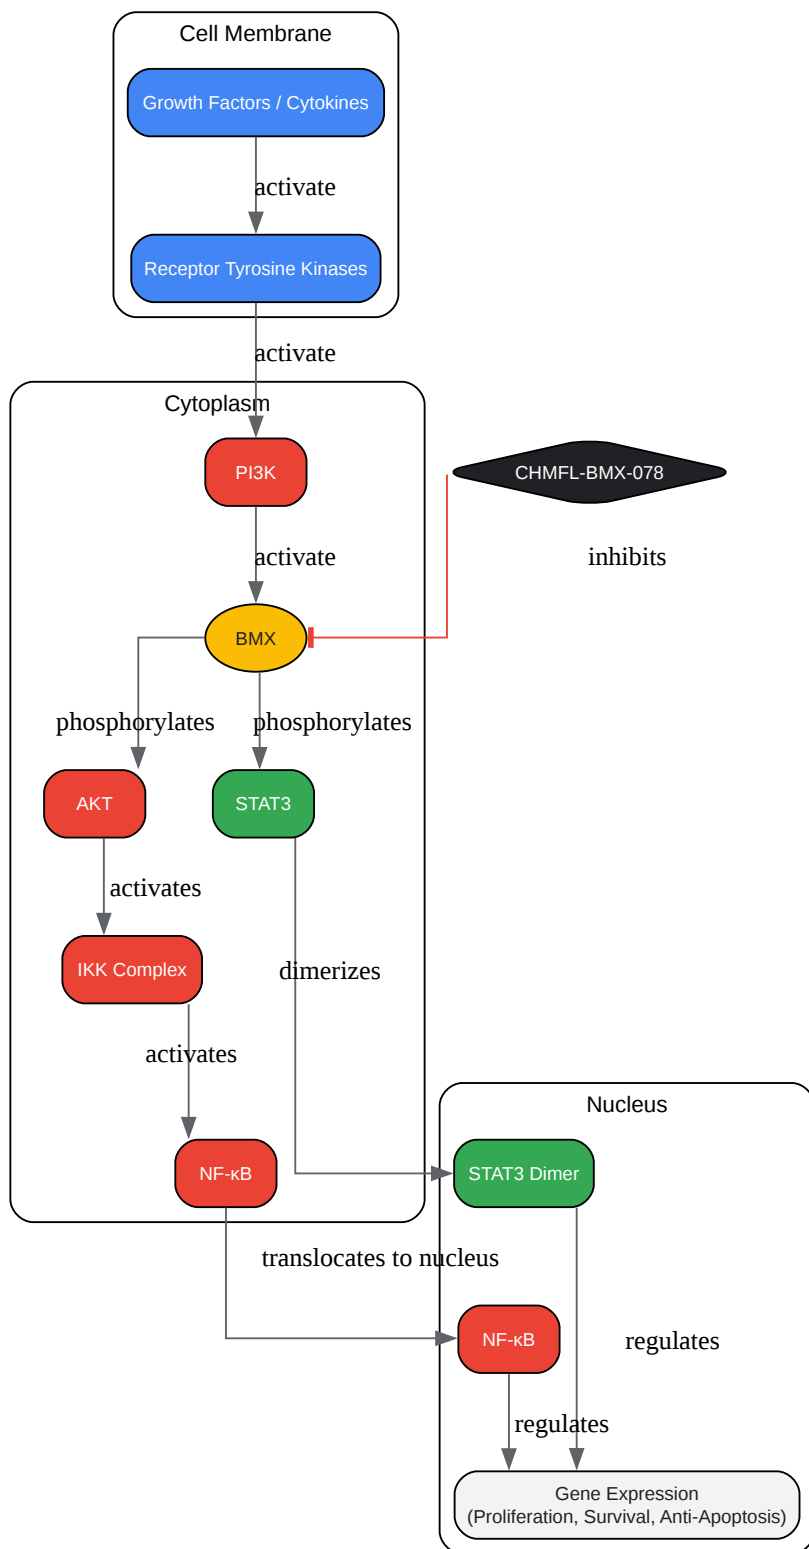 Cell Membrane
Growth Factors / Cytokines
activate
Receptor Tyrosine Kinases
activate
Cytoplasm
PI3K
CHMFL-BMX-078
activate
inhibits
BMX
phosphorylates
phosphorylates
AKT
STAT3
activates
IKK Complex
dimerizes
activates
Nucleus
NF-κB
STAT3 Dimer
translocates to nucleus
NF-κB
regulates
regulates
Gene Expression
(Proliferation, Survival, Anti-Apoptosis)